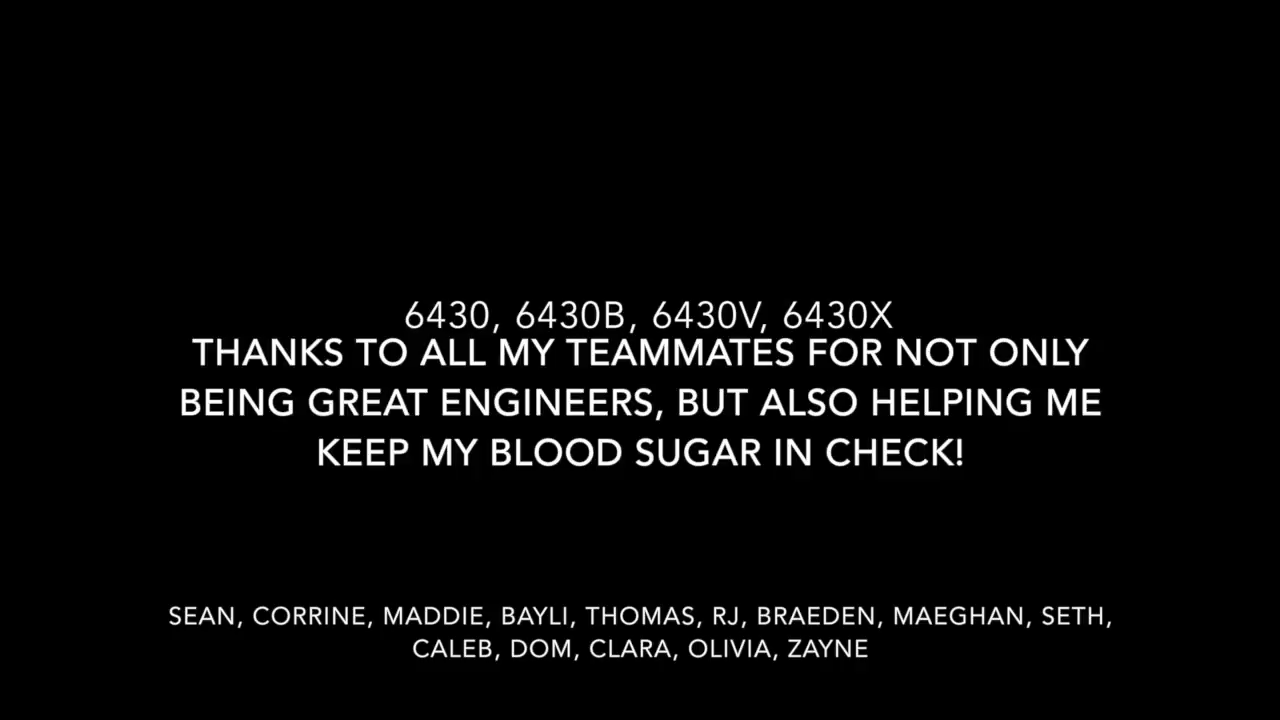 6430, 6430B, 6430V, 6430X
THANKS TO ALL MY TEAMMATES FOR NOT ONLY
BEING GREAT ENGINEERS, BUT ALSO HELPING ME
KEEP MY BLOOD SUGAR IN CHECK!
SEAN, CORRINE, MADDIE, BAYLI, THOMAS, RJ, BRAEDEN, MAEGHAN, SETH,
CALEB, DOM, CLARA, OLIVIA, ZAYNE